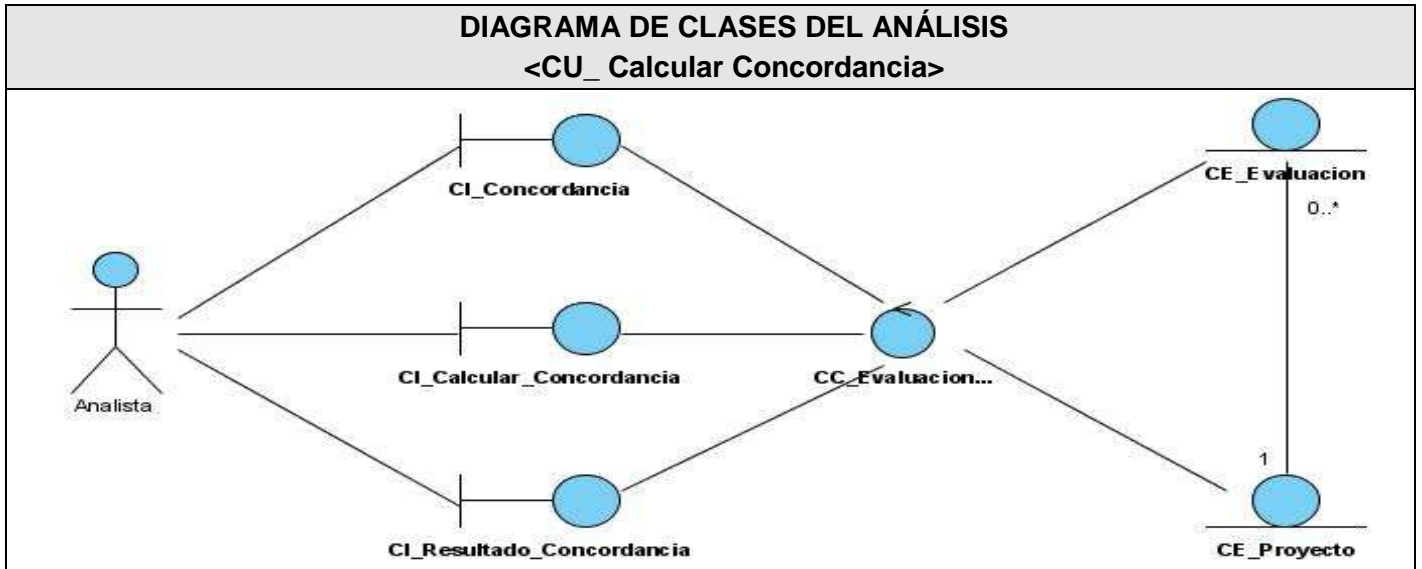 DIAGRAMA DE CLASES DEL ANÁLISIS
<CU_ Calcular Concordancia>
CI_Concordancia
CE_Evaluacion
0..*
Analista
CI_Calcular_Concordancia
CC_Evaluacion...
1
CI_Resultado_Concordancia
CE_Proyecto